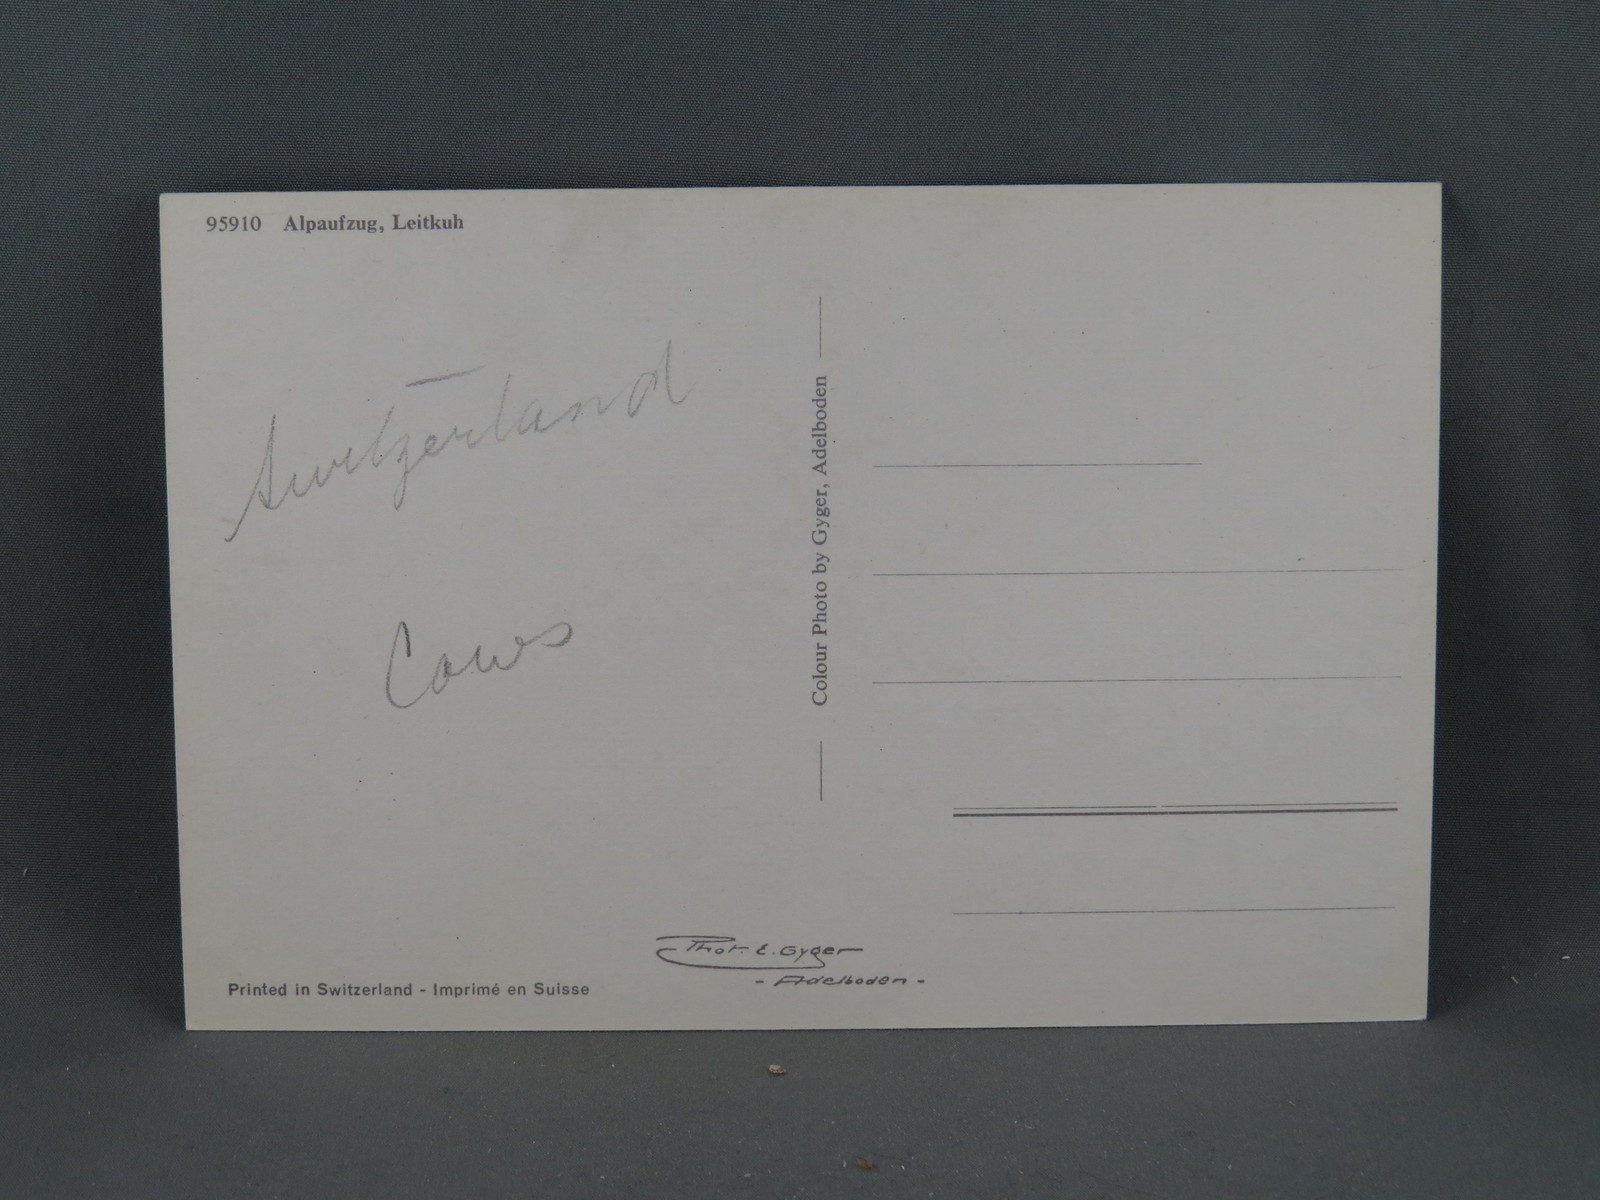 95910 Alpaufzug, Leitkuh
Switzerland
Cows
Colour Photo by Gyger, Adelboden
Phot. E. Gyger
- Adelboden -
Printed in Switzerland - Imprimé en Suisse